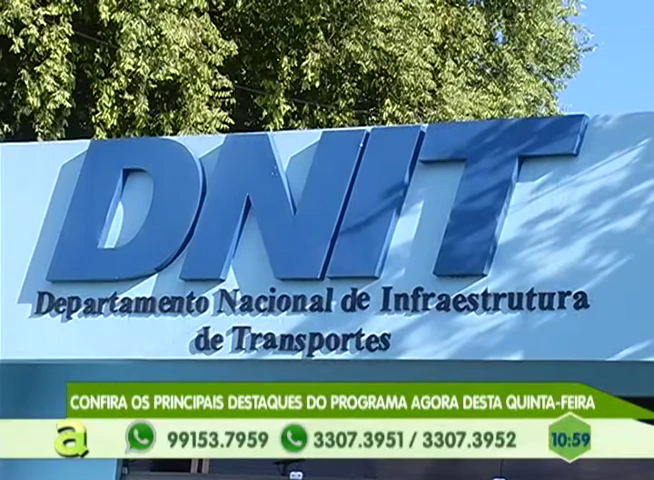 DNIT
Departamento Nacional de Infraestrutura
de Transportes
CONFIRA OS PRINCIPAIS DESTAQUES DO PROGRAMA AGORA DESTA QUINTA-FEIRA
a 99153.7959 3307.3951 / 3307.3952 10:59